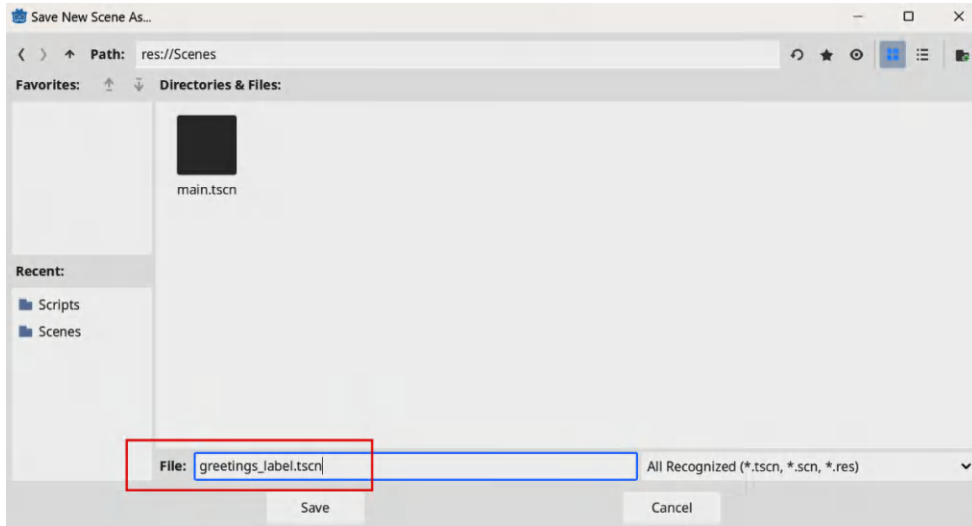 Save New Scene As...
Path: res://Scenes
Favorites: Directories & Files:
main.tscn
Recent:
Scripts
Scenes
File: greetings_label.tscn All Recognized (*.tscn, *.scn, *.res)
Save Cancel